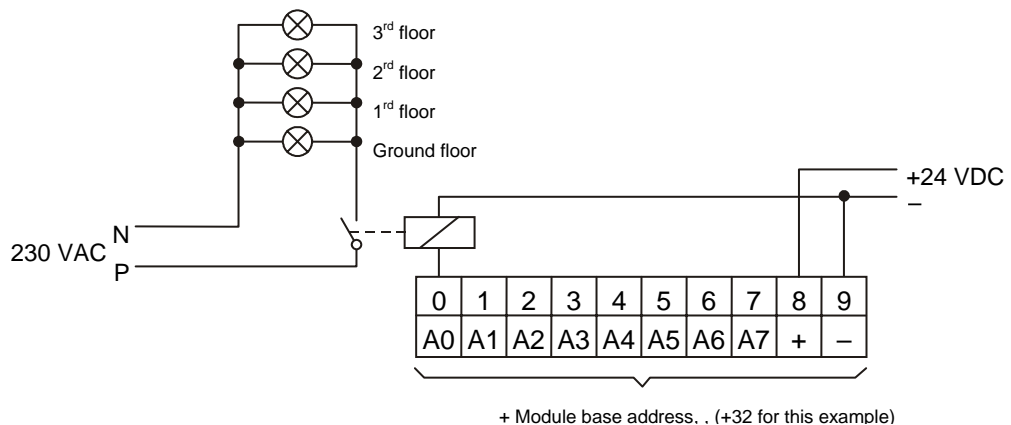 3rd floor
2rd floor
1rd floor
Ground floor
+24 VDC
–
230 VAC N
P
0 1 2 3 4 5 6 7 8 9
A0 A1 A2 A3 A4 A5 A6 A7 + –
+ Module base address, , (+32 for this example)